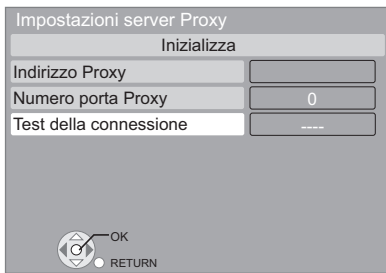 Impostazioni server Proxy
Inizializza
Indirizzo Proxy
Numero porta Proxy 0
Test della connessione ----
OK
RETURN